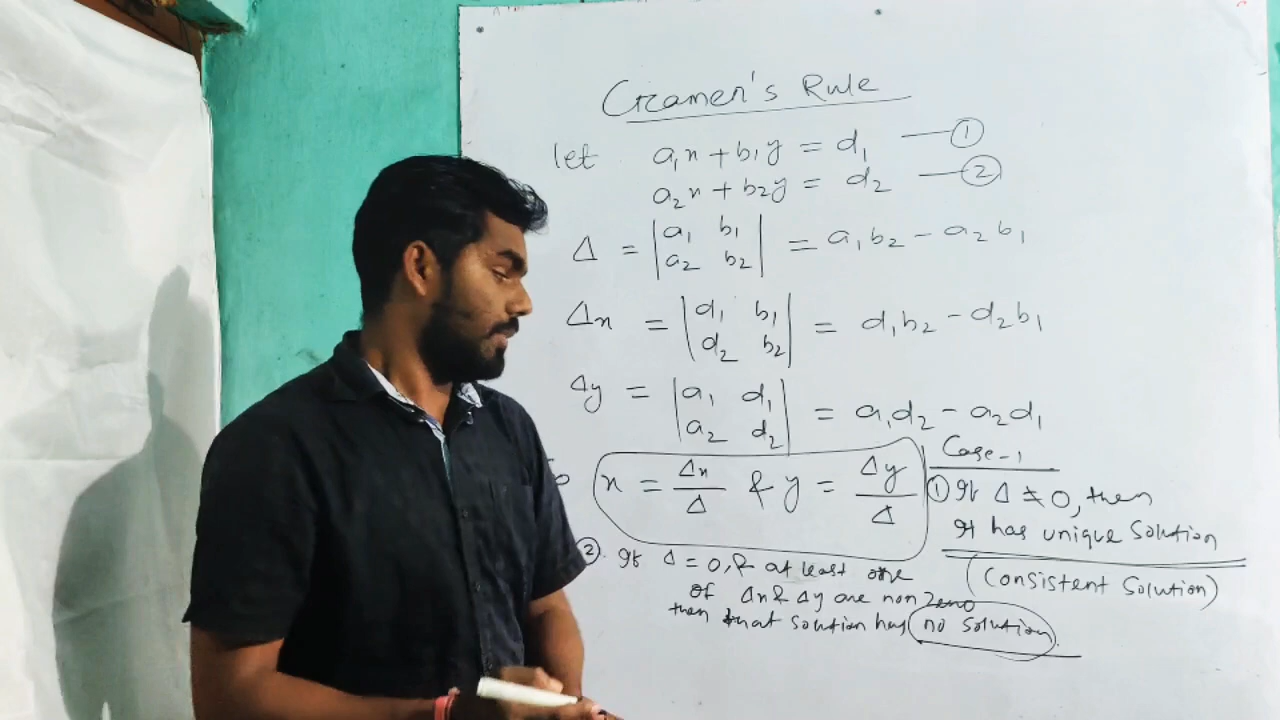 Cramer's Rule
let a₁x + b₁y = d₁ —①
a₂x + b₂y = d₂ —②
Δ = |a₁ b₁; a₂ b₂| = a₁b₂ - a₂b₁
Δx = |d₁ b₁; d₂ b₂| = d₁b₂ - d₂b₁
Δy = |a₁ d₁; a₂ d₂| = a₁d₂ - a₂d₁
x = Δx/Δ & y = Δy/Δ
Case-1
① If Δ ≠ 0, then
It has unique solution
(Consistent Solution)
② If Δ = 0, & at least one
of Δx & Δy are non zero
then that solution has no solution.